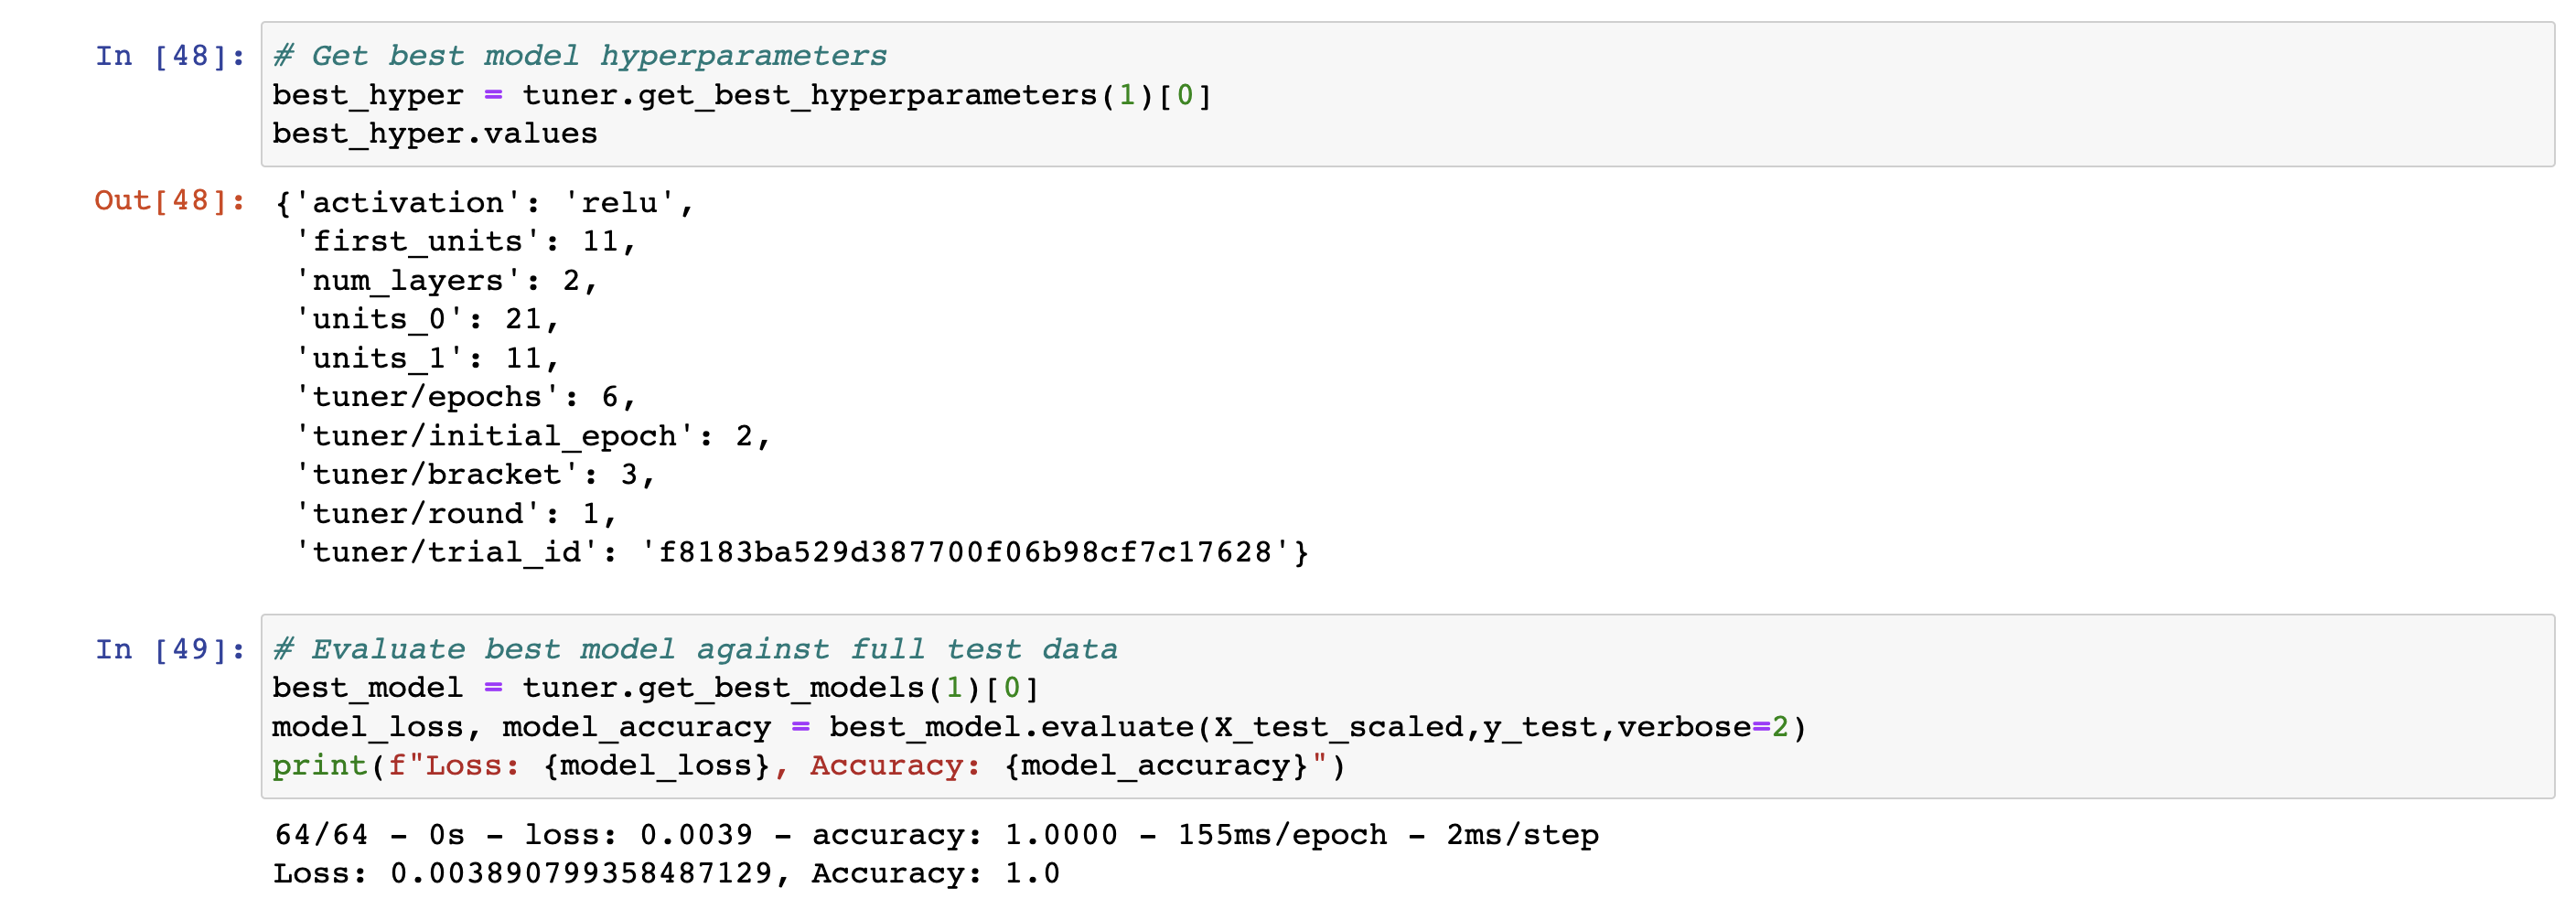 In [48]: # Get best model hyperparameters
best_hyper = tuner.get_best_hyperparameters(1)[0]
best_hyper.values
Out[48]: {'activation': 'relu',
'first_units': 11,
'num_layers': 2,
'units_0': 21,
'units_1': 11,
'tuner/epochs': 6,
'tuner/initial_epoch': 2,
'tuner/bracket': 3,
'tuner/round': 1,
'tuner/trial_id': 'f8183ba529d387700f06b98cf7c17628'}
In [49]: # Evaluate best model against full test data
best_model = tuner.get_best_models(1)[0]
model_loss, model_accuracy = best_model.evaluate(X_test_scaled,y_test,verbose=2)
print(f"Loss: {model_loss}, Accuracy: {model_accuracy}")
64/64 - 0s - loss: 0.0039 - accuracy: 1.0000 - 155ms/epoch - 2ms/step
Loss: 0.003890799358487129, Accuracy: 1.0